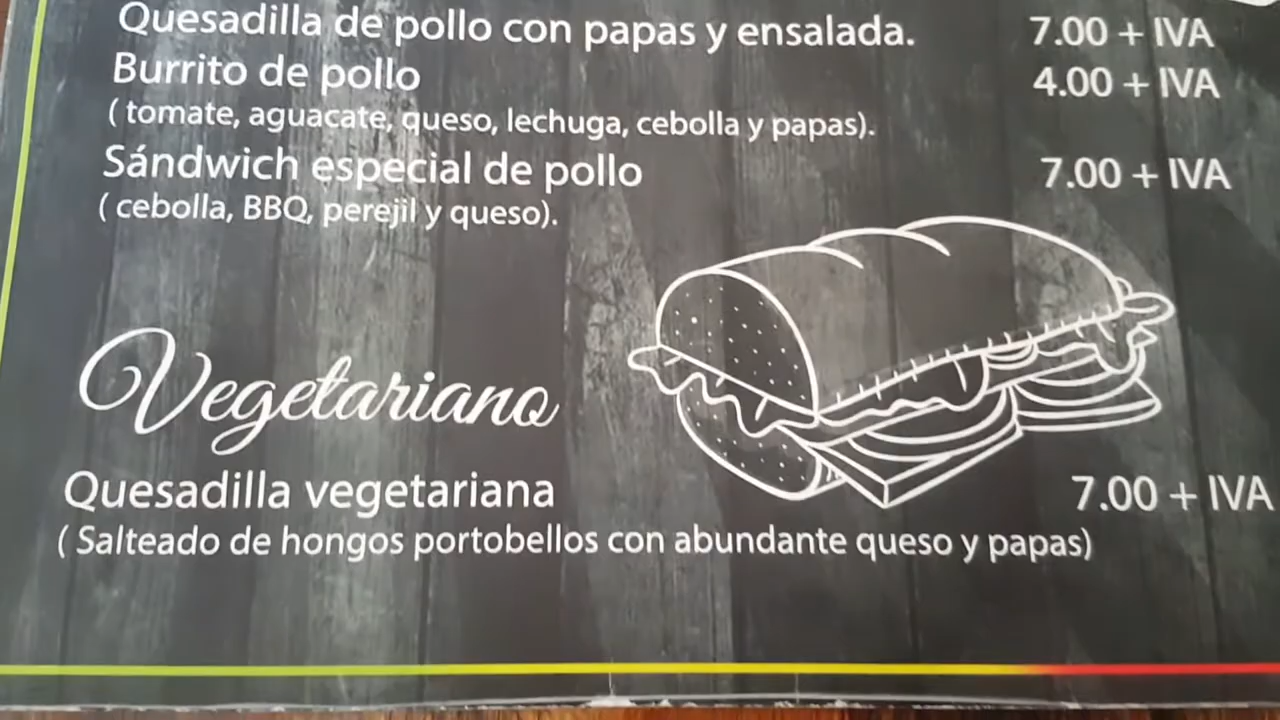 Quesadilla de pollo con papas y ensalada. 7.00 + IVA
Burrito de pollo 4.00 + IVA
( tomate, aguacate, queso, lechuga, cebolla y papas).
Sándwich especial de pollo 7.00 + IVA
( cebolla, BBQ, perejil y queso).
Vegetariano
Quesadilla vegetariana 7.00 + IVA
( Salteado de hongos portobellos con abundante queso y papas)